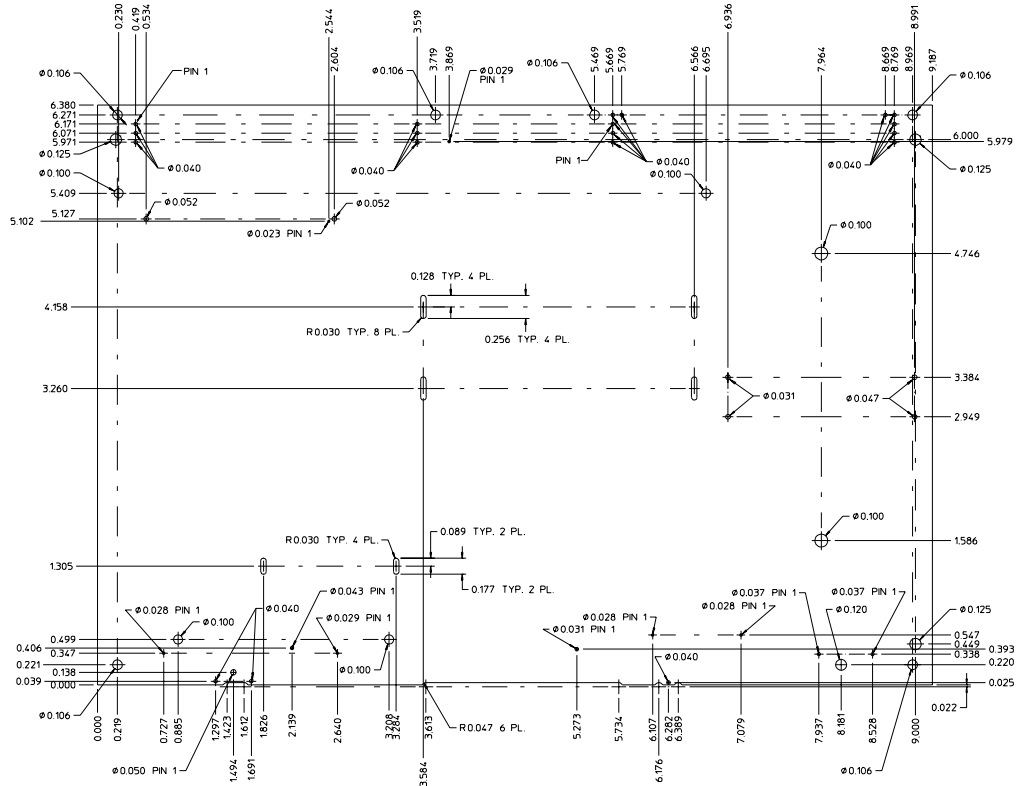 0.230
0.419
0.534
2.544
2.604
3.519
3.719
3.869
5.469
5.669
5.769
6.566
6.695
6.936
7.964
8.669
8.769
8.969
8.991
9.187
Ø0.106
PIN 1
Ø0.106
Ø0.029
PIN 1
Ø0.106
Ø0.106
6.380
6.271
6.171
6.071
5.971
Ø0.125
Ø0.100
5.409
5.127
5.102
Ø0.040
Ø0.052
Ø0.052
Ø0.023 PIN 1
Ø0.040
PIN 1
Ø0.040
Ø0.100
Ø0.040
6.000
5.979
Ø0.125
Ø0.100
4.746
0.128 TYP. 4 PL.
4.158
R0.030 TYP. 8 PL.
0.256 TYP. 4 PL.
3.260
3.384
Ø0.031
Ø0.047
2.949
Ø0.100
1.586
R0.030 TYP. 4 PL.
0.089 TYP. 2 PL.
1.305
0.177 TYP. 2 PL.
Ø0.043 PIN 1
Ø0.028 PIN 1
Ø0.040
Ø0.100
Ø0.029 PIN 1
Ø0.100
Ø0.028 PIN 1
Ø0.031 PIN 1
Ø0.037 PIN 1
Ø0.028 PIN 1
Ø0.037 PIN 1
Ø0.120
Ø0.125
Ø0.040
0.499
0.406
0.347
0.221
0.138
0.039
0.000
0.547
0.449
0.393
0.338
0.220
0.025
0.022
Ø0.106
Ø0.050 PIN 1
R0.047 6 PL.
Ø0.106
0.000
0.219
0.727
0.885
1.297
1.423
1.494
1.612
1.691
1.826
2.139
2.640
3.208
3.284
3.584
3.613
5.273
5.734
6.107
6.176
6.282
6.389
7.079
7.937
8.181
8.528
9.000